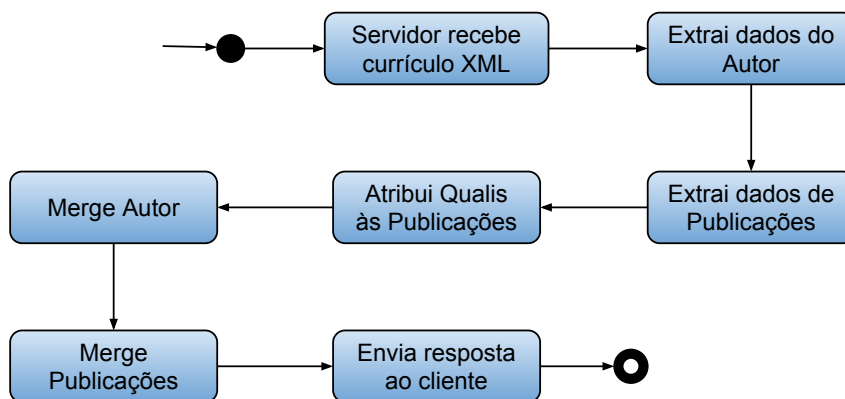 Servidor recebe
currículo XML
Extrai dados do
Autor
Extrai dados de
Publicações
Atribui Qualis
às Publicações
Merge Autor
Merge
Publicações
Envia resposta
ao cliente